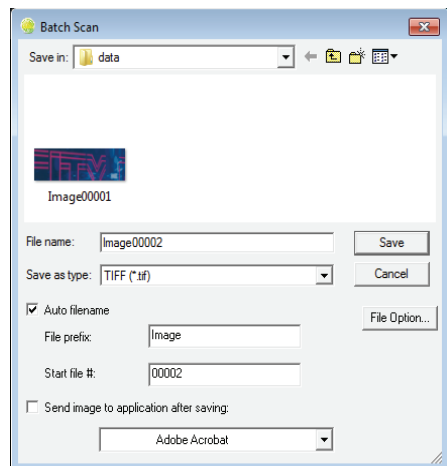 Batch Scan
Save in: data
Image00001
File name: Image00002 Save
Save as type: TIFF (*.tif) Cancel
Auto filename File Option...
File prefix: Image
Start file #: 00002
Send image to application after saving:
Adobe Acrobat